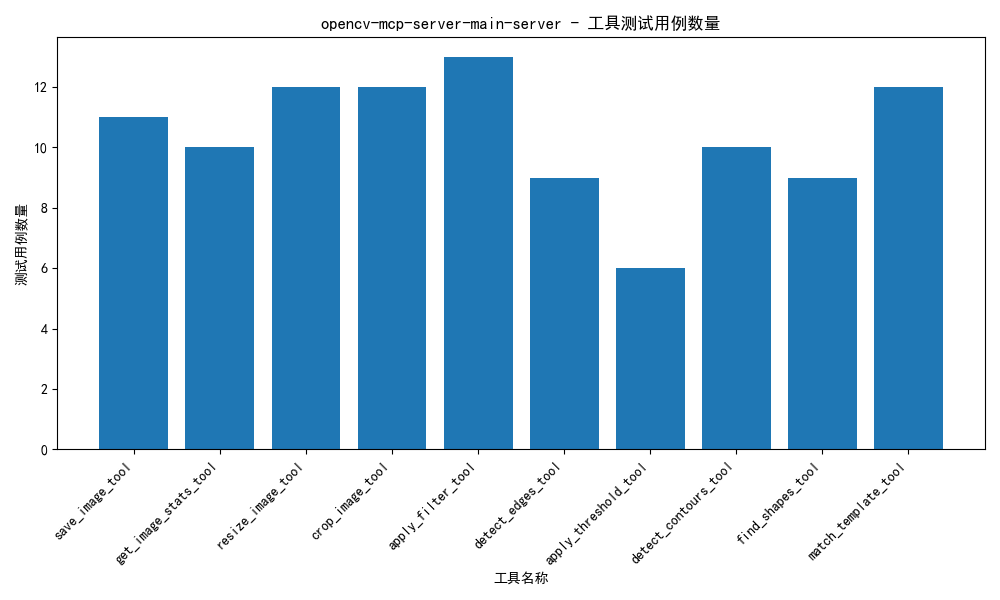 opencv-mcp-server-main-server - 工具测试用例数量
测试用例数量
12
10
8
6
4
2
0
save_image_tool
get_image_stats_tool
resize_image_tool
crop_image_tool
apply_filter_tool
detect_edges_tool
apply_threshold_tool
detect_contours_tool
find_shapes_tool
match_template_tool
工具名称